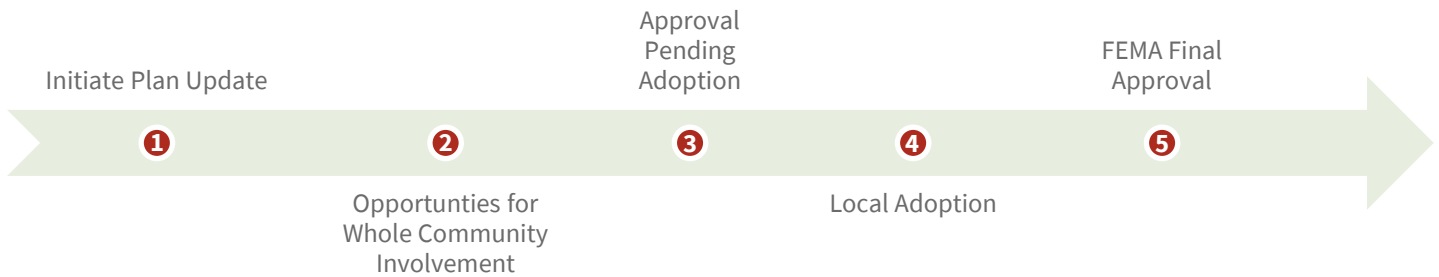 Initiate Plan Update
1
Opportunties for
Whole Community
Involvement
2
Approval
Pending
Adoption
3
Local Adoption
4
FEMA Final
Approval
5